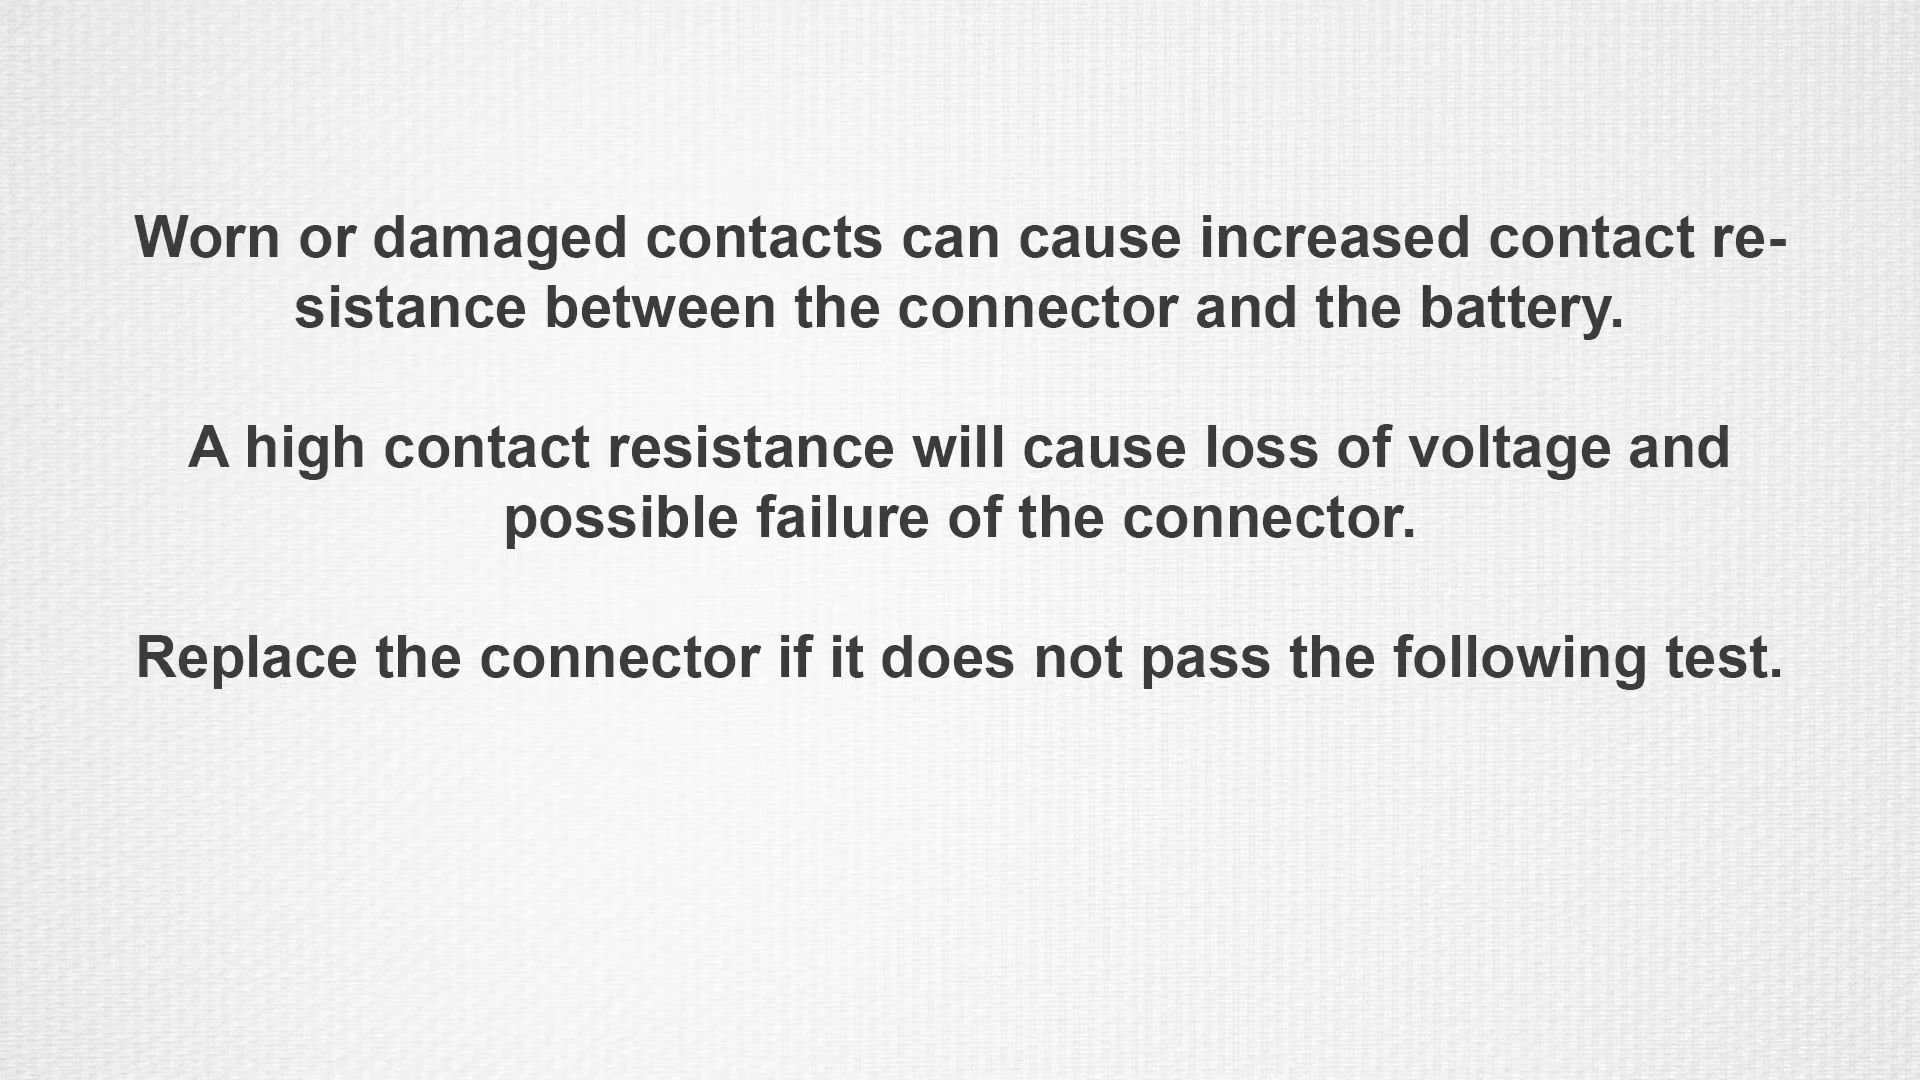 Worn or damaged contacts can cause increased contact re-
sistance between the connector and the battery.
A high contact resistance will cause loss of voltage and
possible failure of the connector.
Replace the connector if it does not pass the following test.